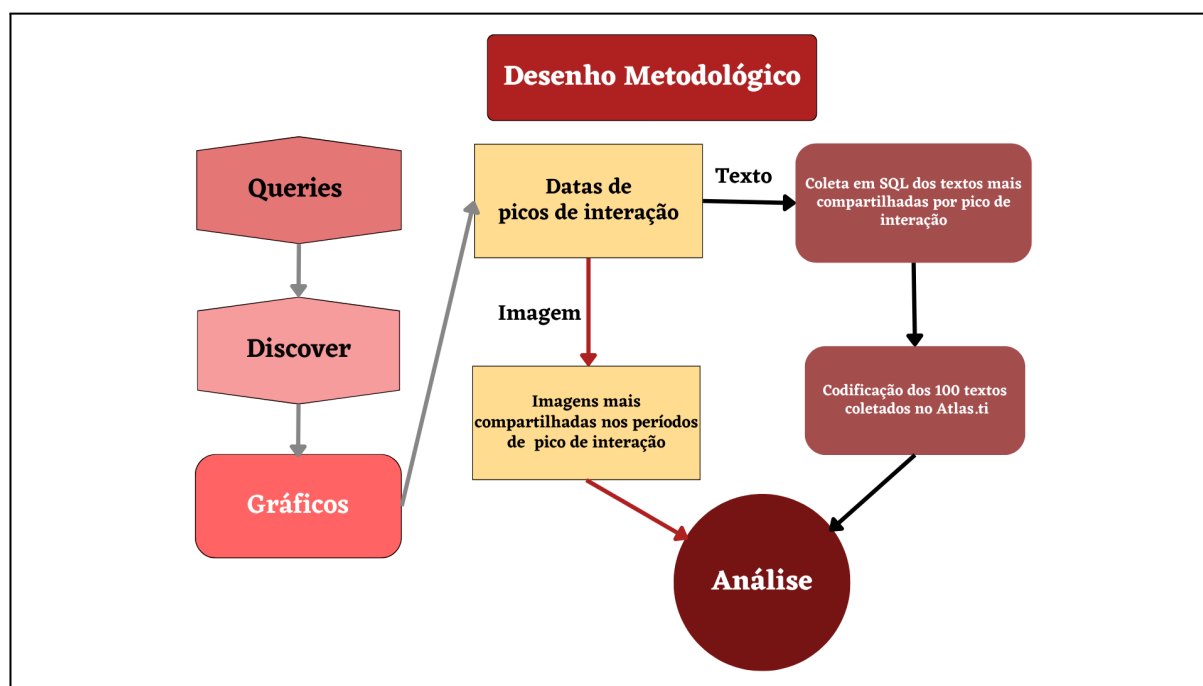 Desenho Metodológico
Queries
Discover
Gráficos
Datas de
picos de interação
Texto
Coleta em SQL dos textos mais
compartilhadas por pico de
interação
Imagem
Imagens mais
compartilhadas nos períodos
de pico de interação
Codificação dos 100 textos
coletados no Atlas.ti
Análise